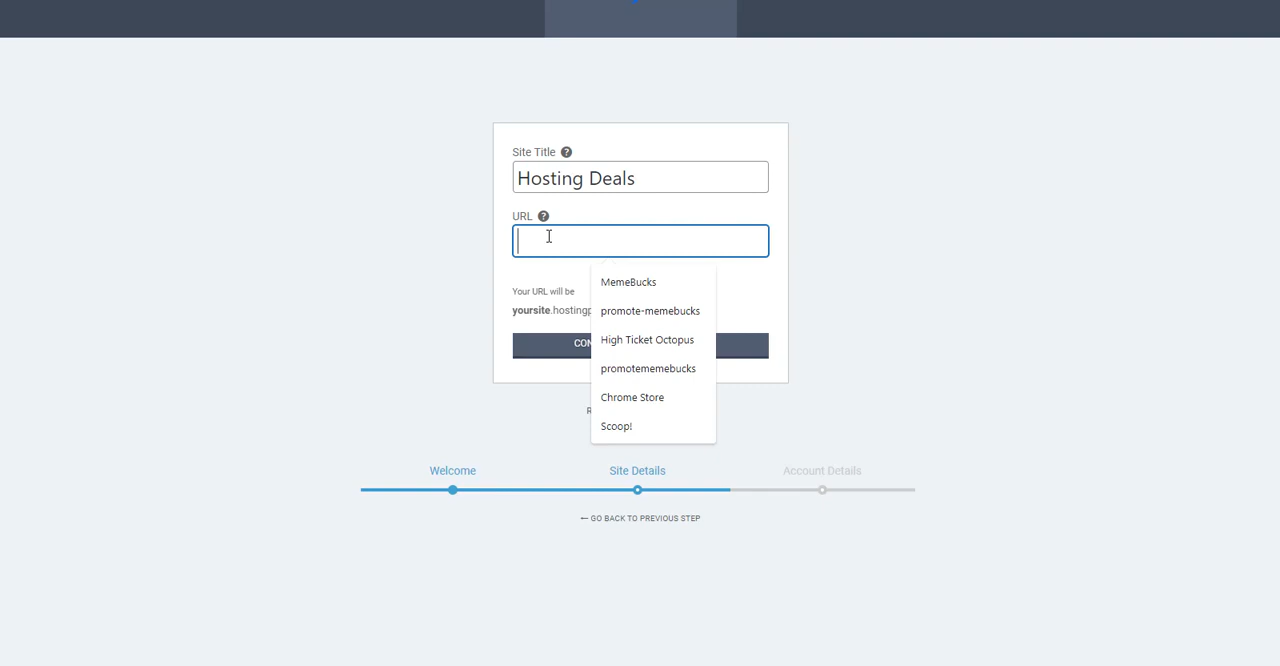 Site Title ?
Hosting Deals
URL ?
MemeBucks
Your URL will be
promote-memebucks
yoursite.hostingp
High Ticket Octopus
CON
promotememebucks
Chrome Store
R
Scoop!
Welcome
Site Details
Account Details
← GO BACK TO PREVIOUS STEP